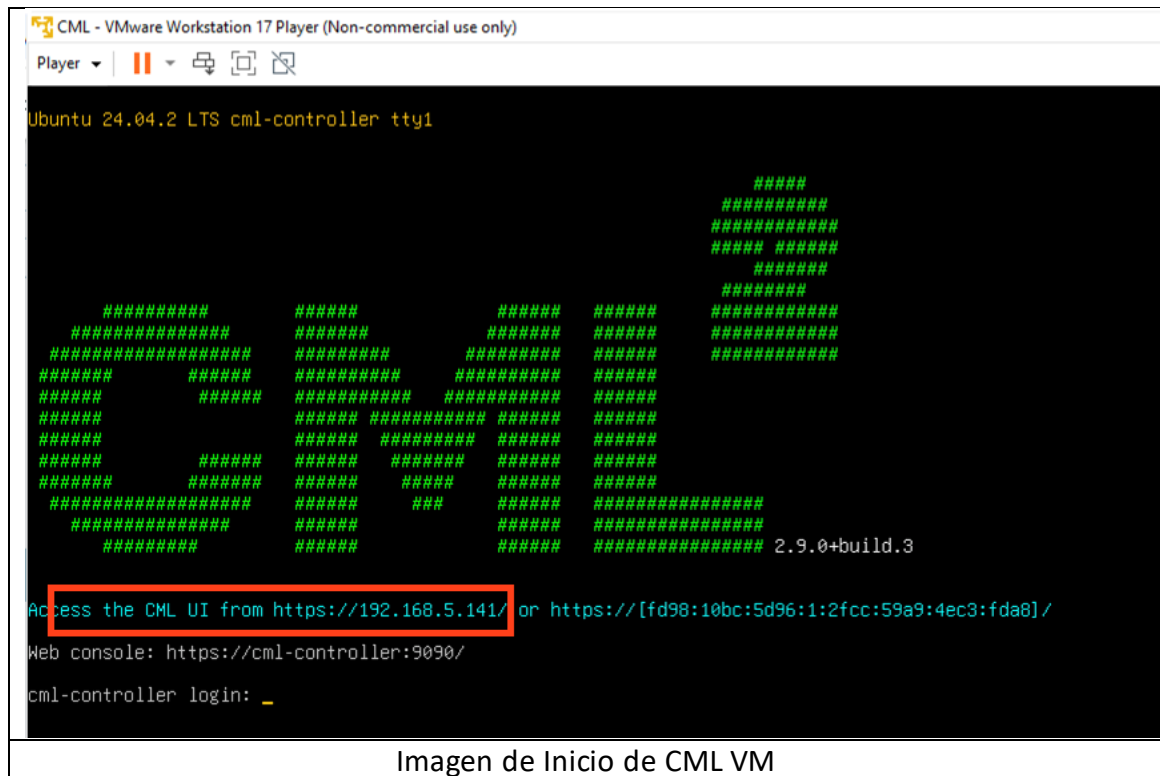 CML - VMware Workstation 17 Player (Non-commercial use only)
Player
Ubuntu 24.04.2 LTS cml-controller tty1
CML2
2.9.0+build.3
Access the CML UI from https://192.168.5.141/ or https://[fd98:10bc:5d96:1:2fcc:59a9:4ec3:fda8]/
Web console: https://cml-controller:9090/
cml-controller login: _
Imagen de Inicio de CML VM